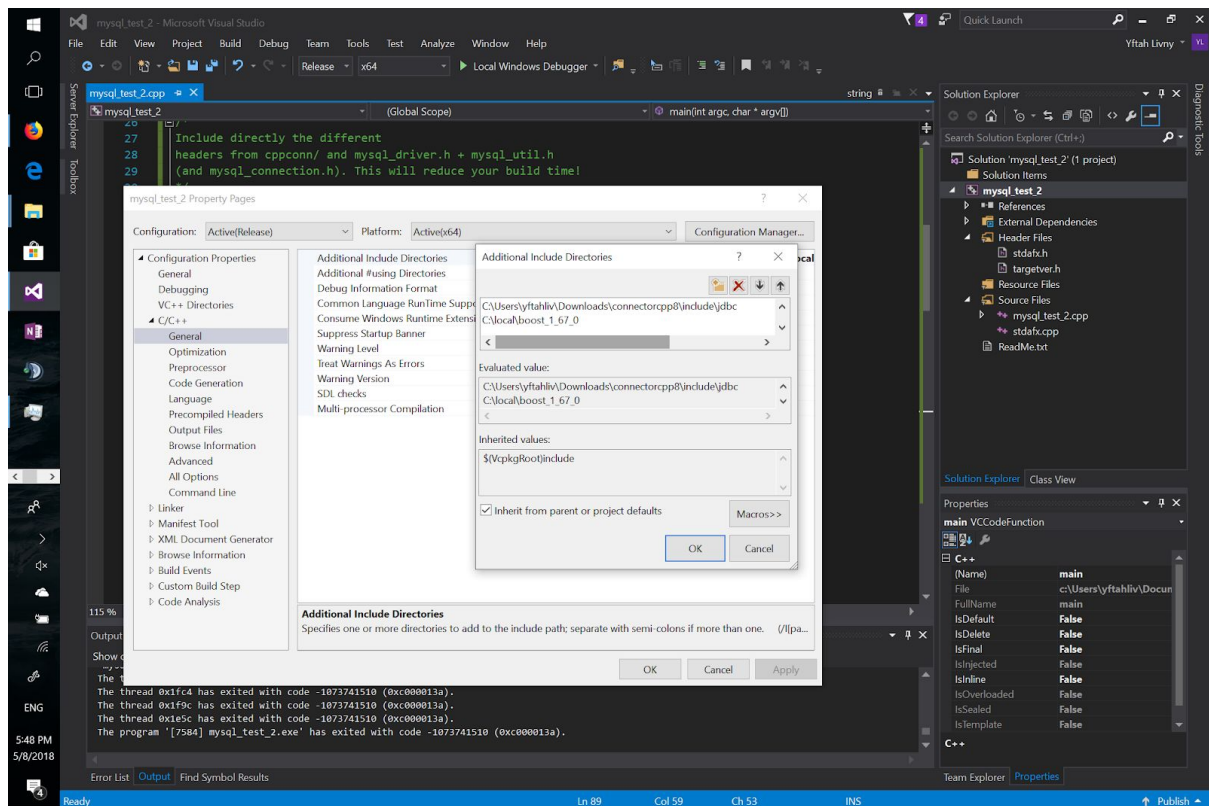 mysql_test_2 - Microsoft Visual Studio
4
Quick Launch
File Edit View Project Build Debug Team Tools Test Analyze Window Help
Yftah Livny
YL
Release x64 Local Windows Debugger
Server Explorer
Toolbox
mysql_test_2.cpp
string
mysql_test_2 (Global Scope) main(int argc, char * argv[])
26 /*
27 Include directly the different
28 headers from cppconn/ and mysql_driver.h + mysql_util.h
29 (and mysql_connection.h). This will reduce your build time!
mysql_test_2 Property Pages
? ×
Configuration: Active(Release) Platform: Active(x64) Configuration Manager...
Configuration Properties
General
Debugging
VC++ Directories
C/C++
General
Optimization
Preprocessor
Code Generation
Language
Precompiled Headers
Output Files
Browse Information
Advanced
All Options
Command Line
Linker
Manifest Tool
XML Document Generator
Browse Information
Build Events
Custom Build Step
Code Analysis
Additional Include Directories
Additional #using Directories
Debug Information Format
Common Language RunTime Suppo
Consume Windows Runtime Extensi
Suppress Startup Banner
Warning Level
Treat Warnings As Errors
Warning Version
SDL checks
Multi-processor Compilation
ocal
Additional Include Directories
? ×
C:\Users\yftahliv\Downloads\connectorcpp8\include\jdbc
C:\local\boost_1_67_0
Evaluated value:
C:\Users\yftahliv\Downloads\connectorcpp8\include\jdbc
C:\local\boost_1_67_0
Inherited values:
$(VcpkgRoot)include
Inherit from parent or project defaults
Macros>>
OK Cancel
Additional Include Directories
Specifies one or more directories to add to the include path; separate with semi-colons if more than one. (/I[pa...
OK Cancel Apply
115 %
Output
Show
The t
The thread 0x1fc4 has exited with code -1073741510 (0xc000013a).
The thread 0x1f9c has exited with code -1073741510 (0xc000013a).
The thread 0x1e5c has exited with code -1073741510 (0xc000013a).
The program '[7584] mysql_test_2.exe' has exited with code -1073741510 (0xc000013a).
Error List Output Find Symbol Results
Ready Ln 89 Col 59 Ch 53 INS Publish
Solution Explorer
Search Solution Explorer (Ctrl+;)
Solution 'mysql_test_2' (1 project)
Solution Items
mysql_test_2
References
External Dependencies
Header Files
stdafx.h
targetver.h
Resource Files
Source Files
mysql_test_2.cpp
stdafx.cpp
ReadMe.txt
Solution Explorer Class View
Properties
main VCCodeFunction
C++
(Name) main
File c:\Users\yftahliv\Docun
FullName main
IsDefault False
IsDelete False
IsFinal False
IsInjected False
IsInline False
IsOverloaded False
IsSealed False
IsTemplate False
C++
Team Explorer Properties
Diagnostic Tools
ENG
5:48 PM
5/8/2018
4